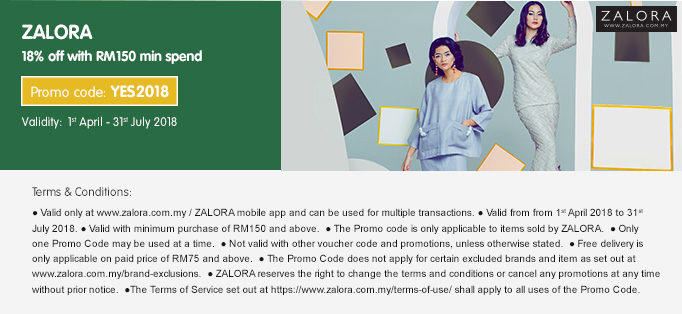 ZALORA
18% off with RM150 min spend
Promo code: YES2018
Validity: 1st April - 31st July 2018
ZALORA
WWW.ZALORA.COM.MY
Terms & Conditions:
● Valid only at www.zalora.com.my / ZALORA mobile app and can be used for multiple transactions. ● Valid from from 1st April 2018 to 31st
July 2018. ● Valid with minimum purchase of RM150 and above. ● The Promo code is only applicable to items sold by ZALORA. ● Only
one Promo Code may be used at a time. ● Not valid with other voucher code and promotions, unless otherwise stated. ● Free delivery is
only applicable on paid price of RM75 and above. ● The Promo Code does not apply for certain excluded brands and item as set out at
www.zalora.com.my/brand-exclusions. ● ZALORA reserves the right to change the terms and conditions or cancel any promotions at any time
without prior notice. ●The Terms of Service set out at https://www.zalora.com.my/terms-of-use/ shall apply to all uses of the Promo Code.